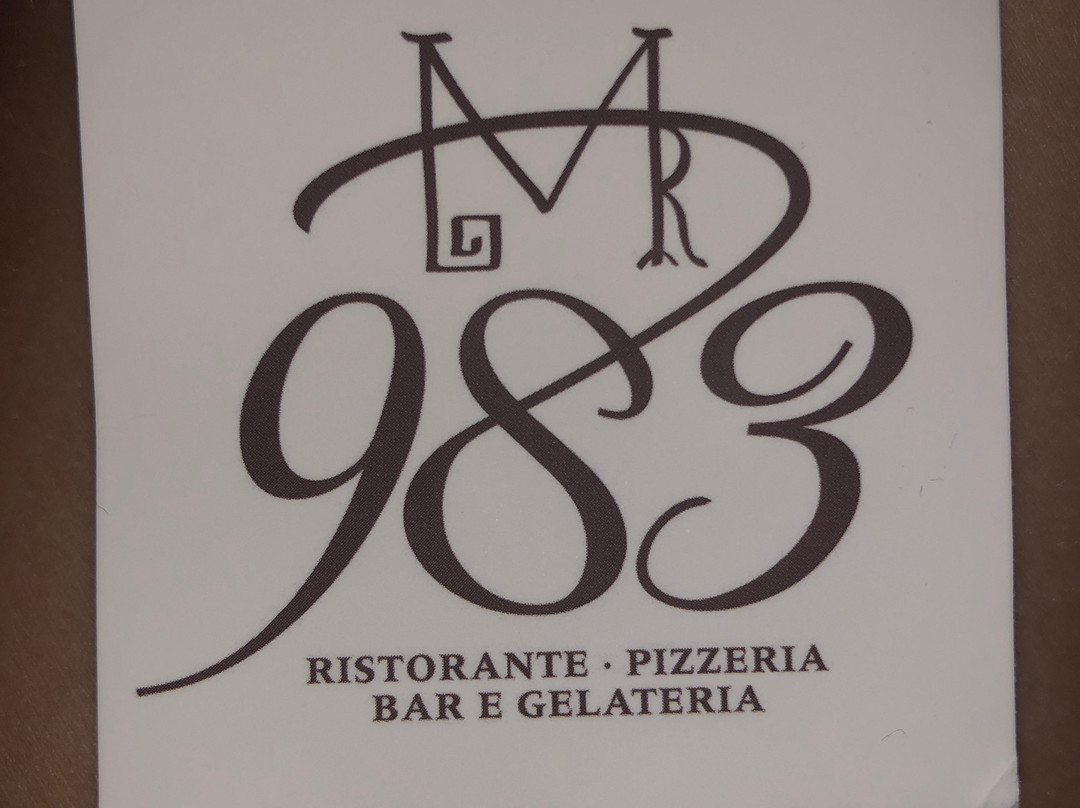 MR
983
RISTORANTE · PIZZERIA
BAR E GELATERIA